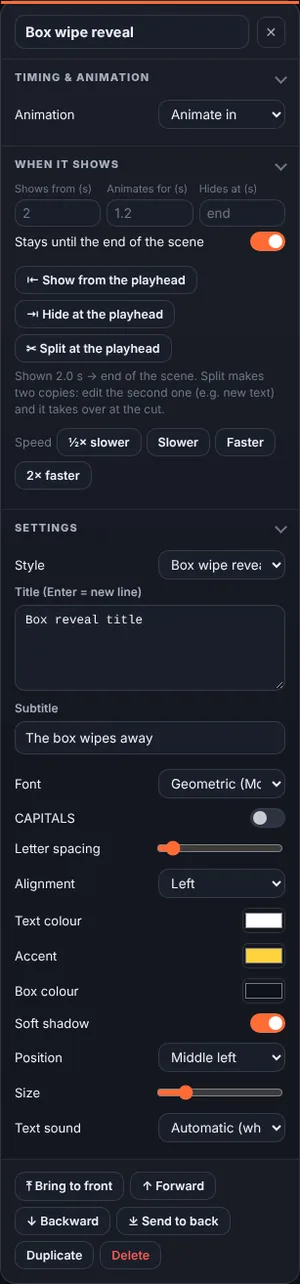 Box wipe reveal
✕
TIMING & ANIMATION
Animation
Animate in
WHEN IT SHOWS
Shows from (s) Animates for (s) Hides at (s)
2 1.2 end
Stays until the end of the scene
⇤ Show from the playhead
⇥ Hide at the playhead
✂ Split at the playhead
Shown 2.0 s → end of the scene. Split makes
two copies: edit the second one (e.g. new text)
and it takes over at the cut.
Speed ½× slower Slower Faster
2× faster
SETTINGS
Style Box wipe revea
Title (Enter = new line)
Box reveal title
Subtitle
The box wipes away
Font Geometric (Mo
CAPITALS
Letter spacing
Alignment Left
Text colour
Accent
Box colour
Soft shadow
Position Middle left
Size
Text sound Automatic (wh
⤒ Bring to front ↑ Forward
↓ Backward ⤓ Send to back
Duplicate Delete